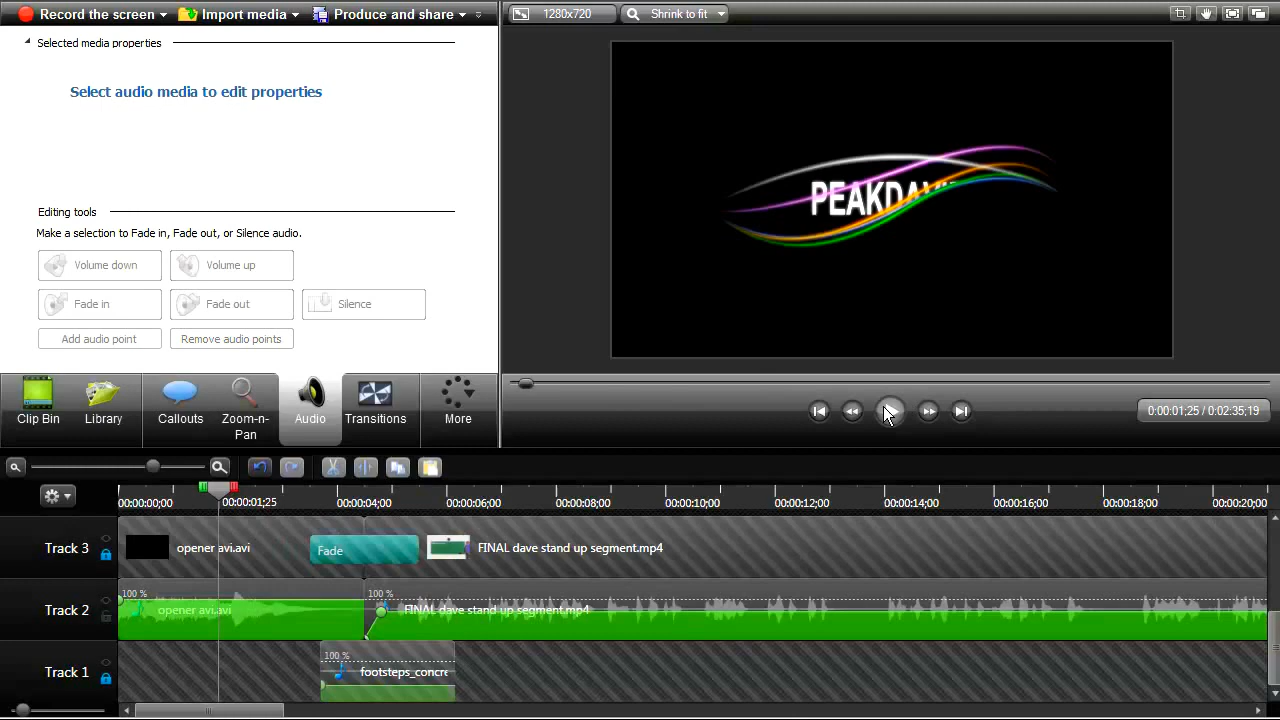 Record the screen Import media Produce and share
1280x720 Shrink to fit
Selected media properties
Select audio media to edit properties
PEAKDAV
Editing tools
Make a selection to Fade in, Fade out, or Silence audio.
Volume down Volume up
Fade in Fade out Silence
Add audio point Remove audio points
Clip Bin Library Callouts Zoom-n-Pan Audio Transitions More
0:00:01;25 / 0:02:35;19
00:00:00;00 00:00:01;25 00:00:04;00 00:00:06;00 00:00:08;00 00:00:10;00 00:00:12;00 00:00:14;00 00:00:16;00 00:00:18;00 00:00:20;0
Track 3 opener avi.avi Fade FINAL dave stand up segment.mp4
100 % 100 %
Track 2 opener avi.avi FINAL dave stand up segment.mp4
100 %
Track 1 footsteps_concre